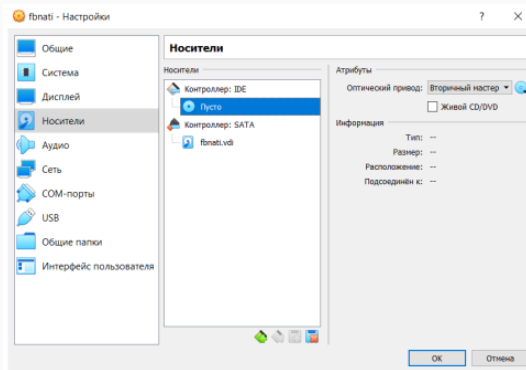 fbnati - Настройки
?
Общие
Система
Дисплей
Носители
Аудио
Сеть
COM-порты
USB
Общие папки
Интерфейс пользователя
Носители
Носители
Контроллер: IDE
Пусто
Контроллер: SATA
fbnati.vdi
Атрибуты
Оптический привод: Вторичный мастер
Живой CD/DVD
Информация
Тип: --
Размер: --
Расположение: --
Подсоединён к: --
OK
Отмена